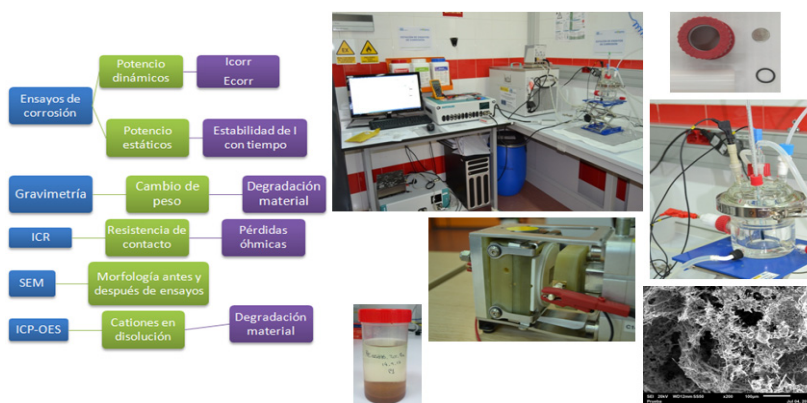 Potencio
dinámicos
Icorr
Ecorr
Ensayos de
corrosión
Potencio
estáticos
Estabilidad de I
con tiempo
Gravimetría
Cambio de
peso
Degradación
material
ICR
Resistencia de
contacto
Pérdidas
óhmicas
SEM
Morfología antes y
después de ensayos
ICP-OES
Cationes en
disolución
Degradación
material